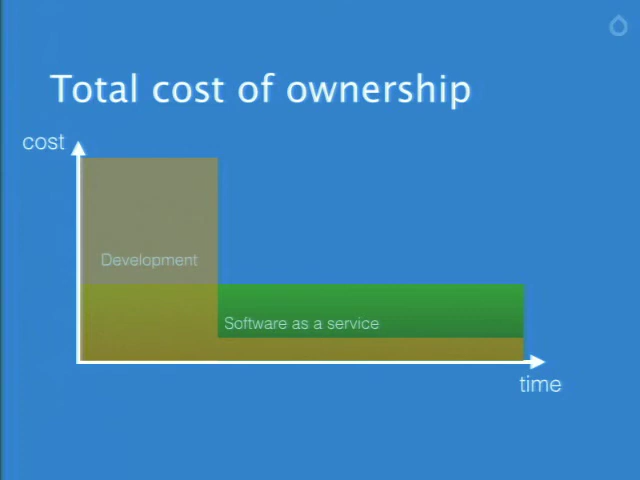 Total cost of ownership
cost
Development
Software as a service
time